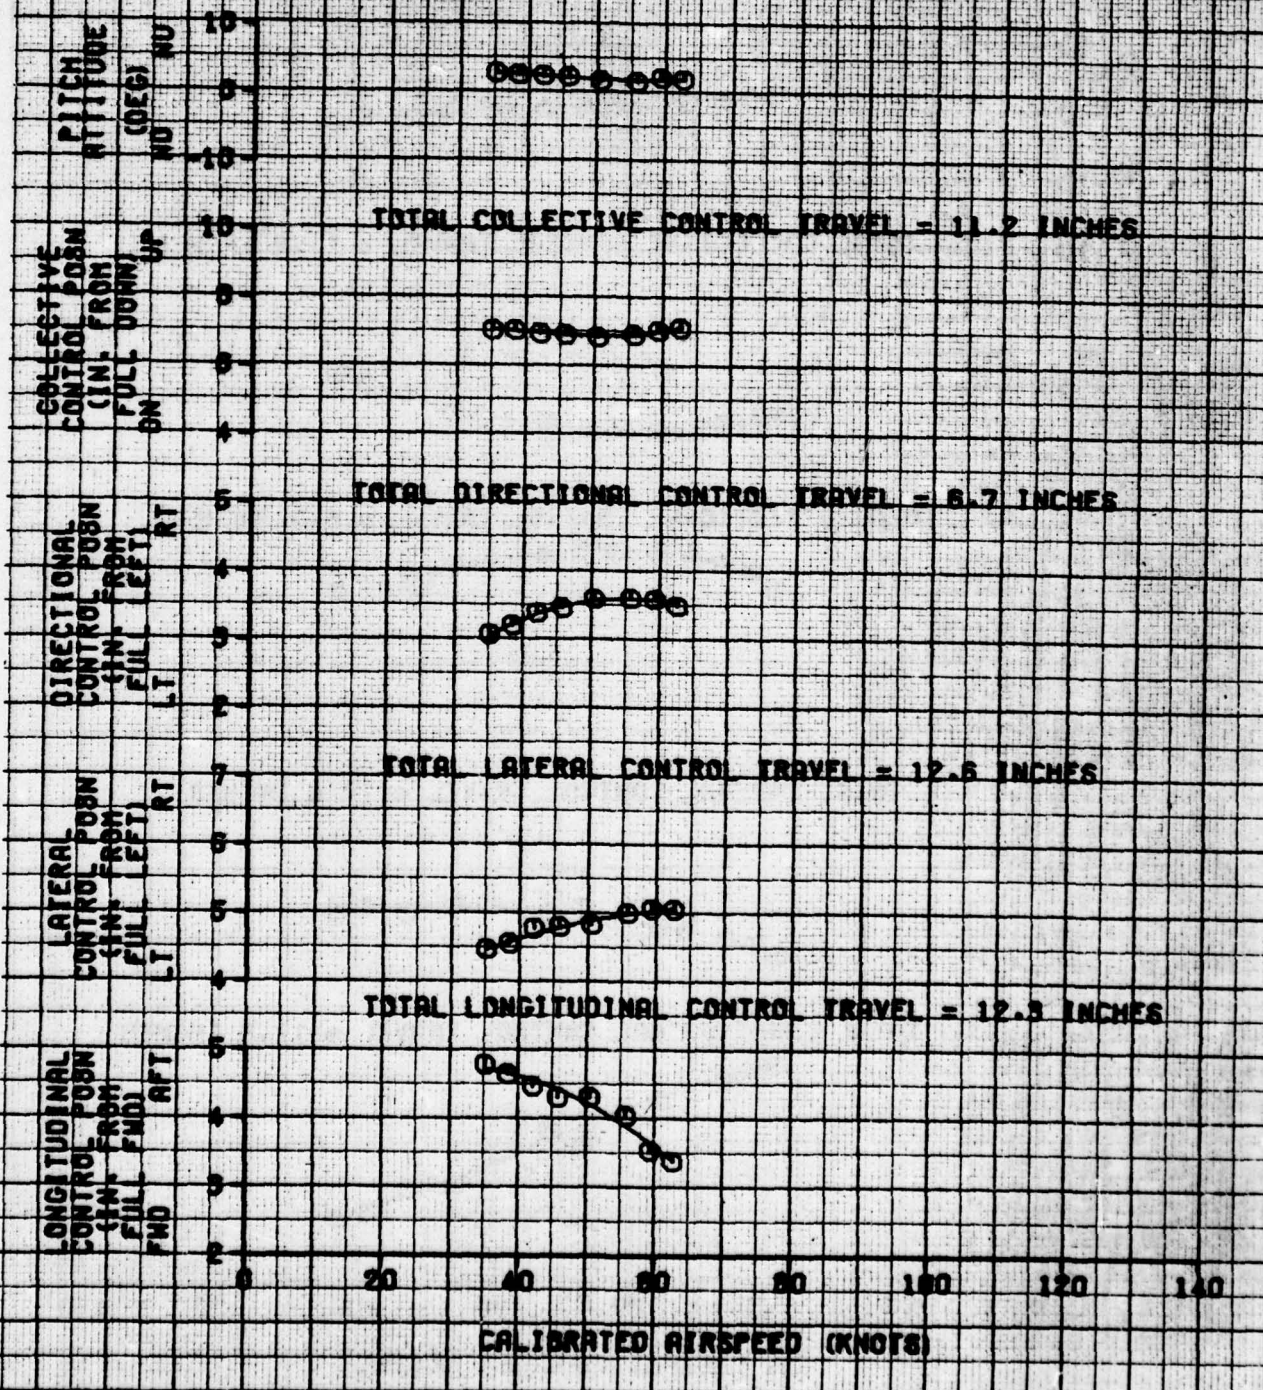 PITCH
ATTITUDE
(DEG)
ND NU
10
0
-10
TOTAL COLLECTIVE CONTROL TRAVEL = 11.2 INCHES
COLLECTIVE
CONTROL POSN
(IN. FROM
FULL DOWN)
DN UP
10
8
6
4
TOTAL DIRECTIONAL CONTROL TRAVEL = 6.7 INCHES
DIRECTIONAL
CONTROL POSN
(IN. FROM
FULL LEFT)
LT RT
5
4
3
2
TOTAL LATERAL CONTROL TRAVEL = 12.6 INCHES
LATERAL
CONTROL POSN
(IN. FROM
FULL LEFT)
LT RT
7
6
5
4
TOTAL LONGITUDINAL CONTROL TRAVEL = 12.3 INCHES
LONGITUDINAL
CONTROL POSN
(IN. FROM
FULL FWD)
FWD AFT
5
4
3
2
0 20 40 60 80 100 120 140
CALIBRATED AIRSPEED (KNOTS)